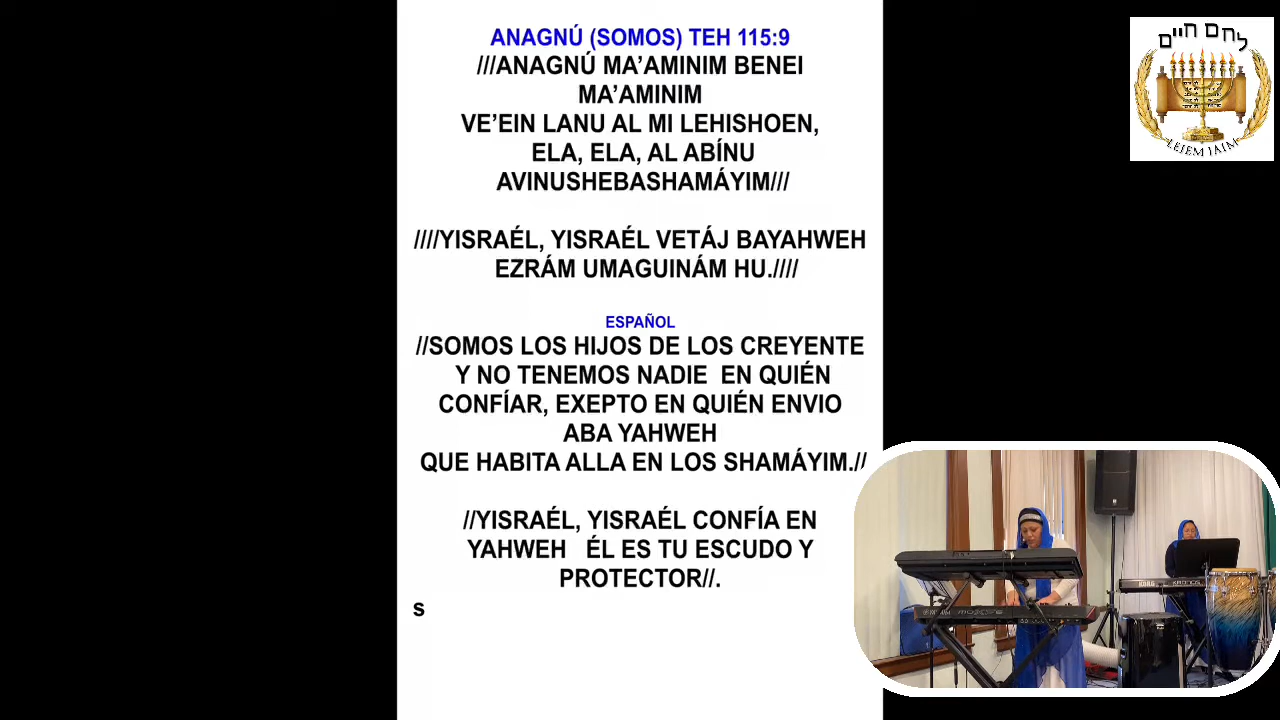 ANAGNÚ (SOMOS) TEH 115:9
///ANAGNÚ MA’AMINIM BENEI
MA’AMINIM
VE’EIN LANU AL MI LEHISHOEN,
ELA, ELA, AL ABÍNU
AVINUSHEBASHAMÁYIM///
////YISRAÉL, YISRAÉL VETÁJ BAYAHWEH
EZRÁM UMAGUINÁM HU.////
ESPAÑOL
//SOMOS LOS HIJOS DE LOS CREYENTE
Y NO TENEMOS NADIE  EN QUIÉN
CONFÍAR, EXEPTO EN QUIÉN ENVIO
ABA YAHWEH
QUE HABITA ALLA EN LOS SHAMÁYIM.//
//YISRAÉL, YISRAÉL CONFÍA EN
YAHWEH   ÉL ES TU ESCUDO Y
PROTECTOR//.
s
לחם חיים
LEJEM JAIM
KORG KRONOS